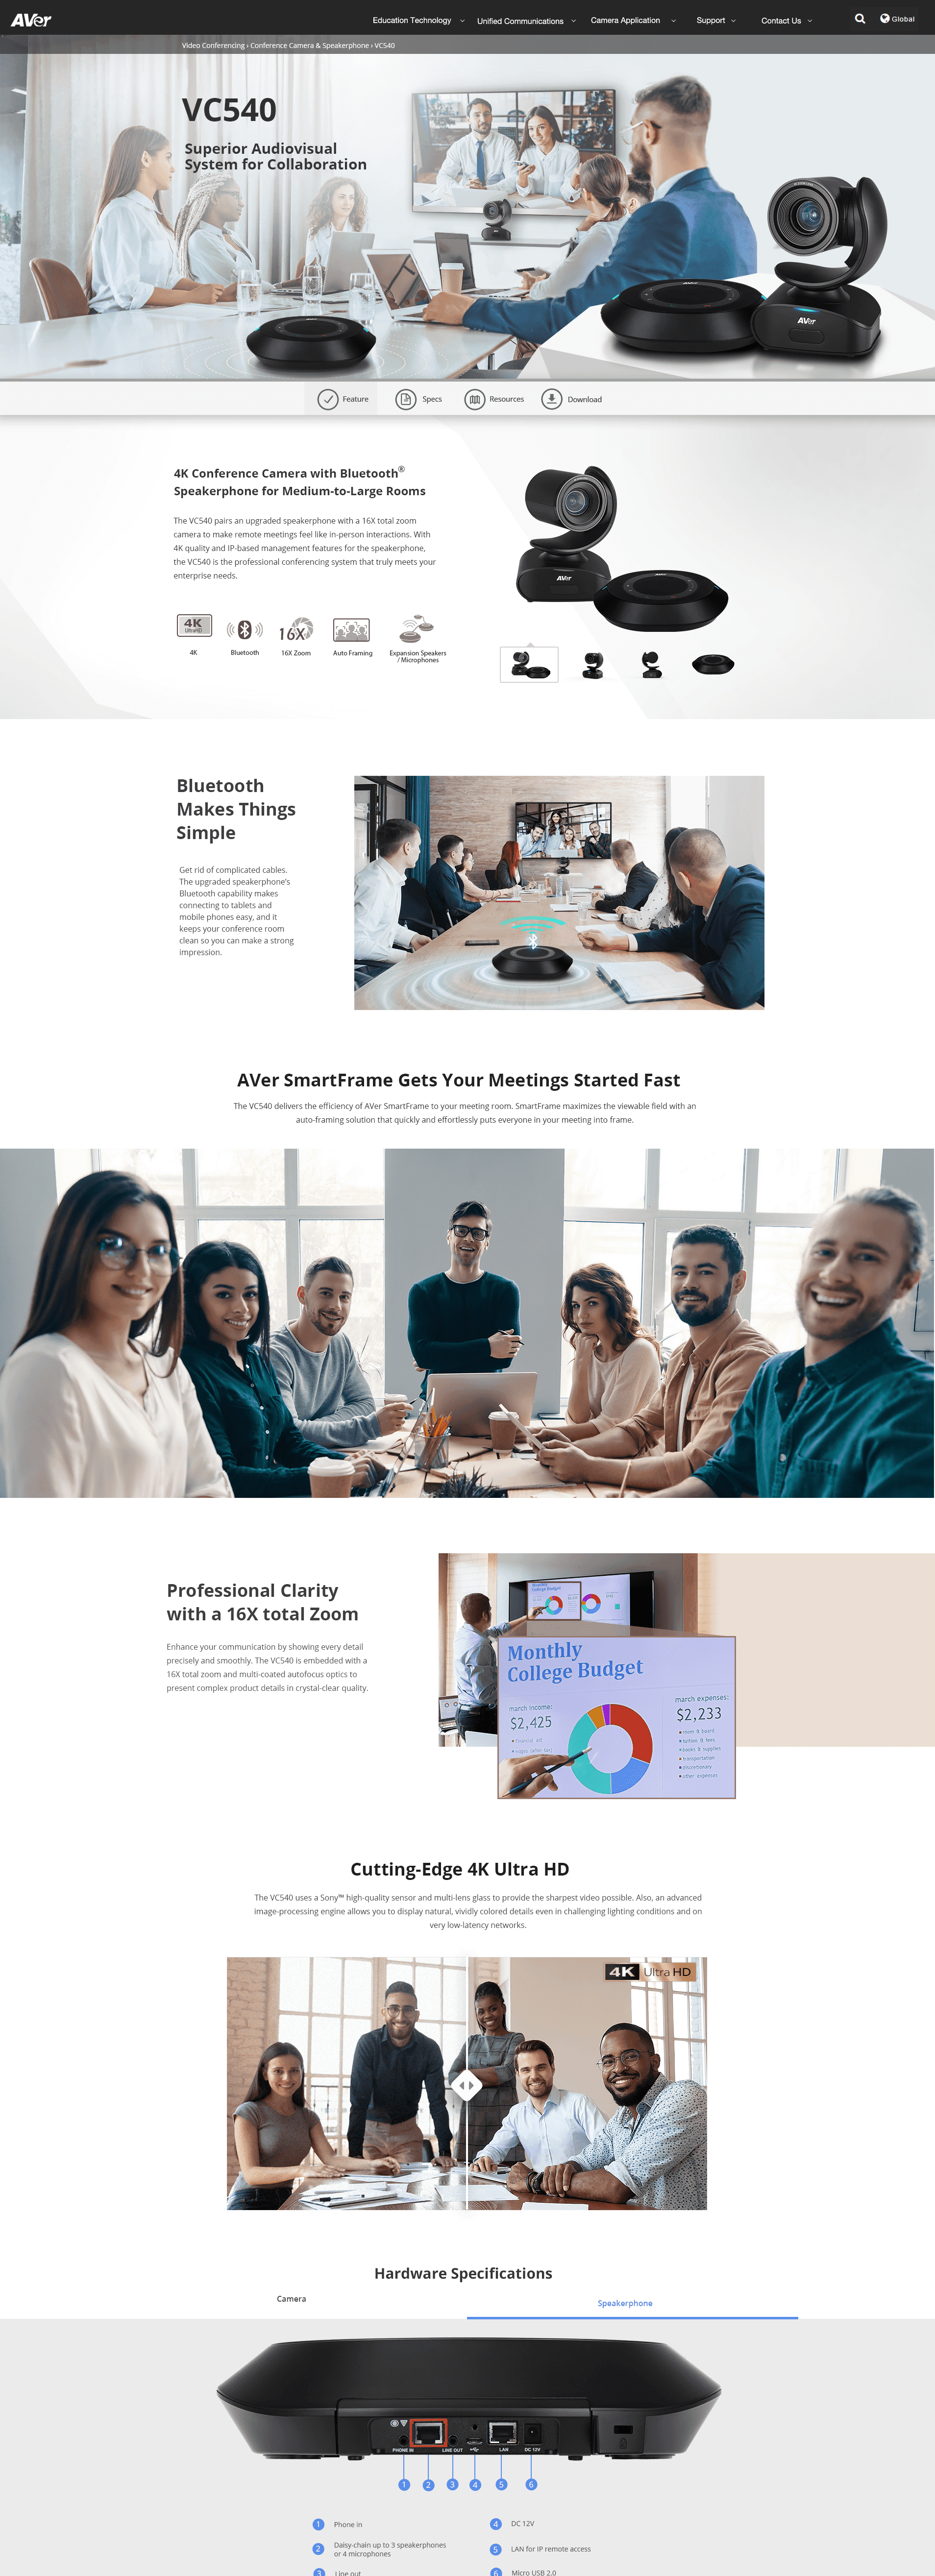 AVer
Education Technology
Unified Communications
Camera Application
Support
Contact Us
Global
Video Conferencing › Conference Camera & Speakerphone › VC540
VC540
Superior Audiovisual
System for Collaboration
AVer
Feature
Specs
Resources
Download
4K Conference Camera with Bluetooth®
Speakerphone for Medium-to-Large Rooms
The VC540 pairs an upgraded speakerphone with a 16X total zoom
camera to make remote meetings feel like in-person interactions. With
4K quality and IP-based management features for the speakerphone,
the VC540 is the professional conferencing system that truly meets your
enterprise needs.
AVer
4K
UltraHD
16X
4K
Bluetooth
16X Zoom
Auto Framing
Expansion Speakers
/ Microphones
Bluetooth
Makes Things
Simple
Get rid of complicated cables.
The upgraded speakerphone's
Bluetooth capability makes
connecting to tablets and
mobile phones easy, and it
keeps your conference room
clean so you can make a strong
impression.
AVer SmartFrame Gets Your Meetings Started Fast
The VC540 delivers the efficiency of AVer SmartFrame to your meeting room. SmartFrame maximizes the viewable field with an
auto-framing solution that quickly and effortlessly puts everyone in your meeting into frame.
Professional Clarity
with a 16X total Zoom
Enhance your communication by showing every detail
precisely and smoothly. The VC540 is embedded with a
16X total zoom and multi-coated autofocus optics to
present complex product details in crystal-clear quality.
Monthly
College Budget
Monthly
College Budget
march income:
$2,425
financial aid
march expenses:
$2,233
room & board
tuition & fees
books & supplies
transportation
discretionary
other expenses
Cutting-Edge 4K Ultra HD
The VC540 uses a Sony™ high-quality sensor and multi-lens glass to provide the sharpest video possible. Also, an advanced
image-processing engine allows you to display natural, vividly colored details even in challenging lighting conditions and on
very low-latency networks.
4K Ultra HD
Hardware Specifications
Camera
Speakerphone
PHONE IN
LINE OUT
LAN
DC 12V
1
2
3
4
5
6
1 Phone in
2 Daisy-chain up to 3 speakerphones
or 4 microphones
3 Line out
4 DC 12V
5 LAN for IP remote access
6 Micro USB 2.0